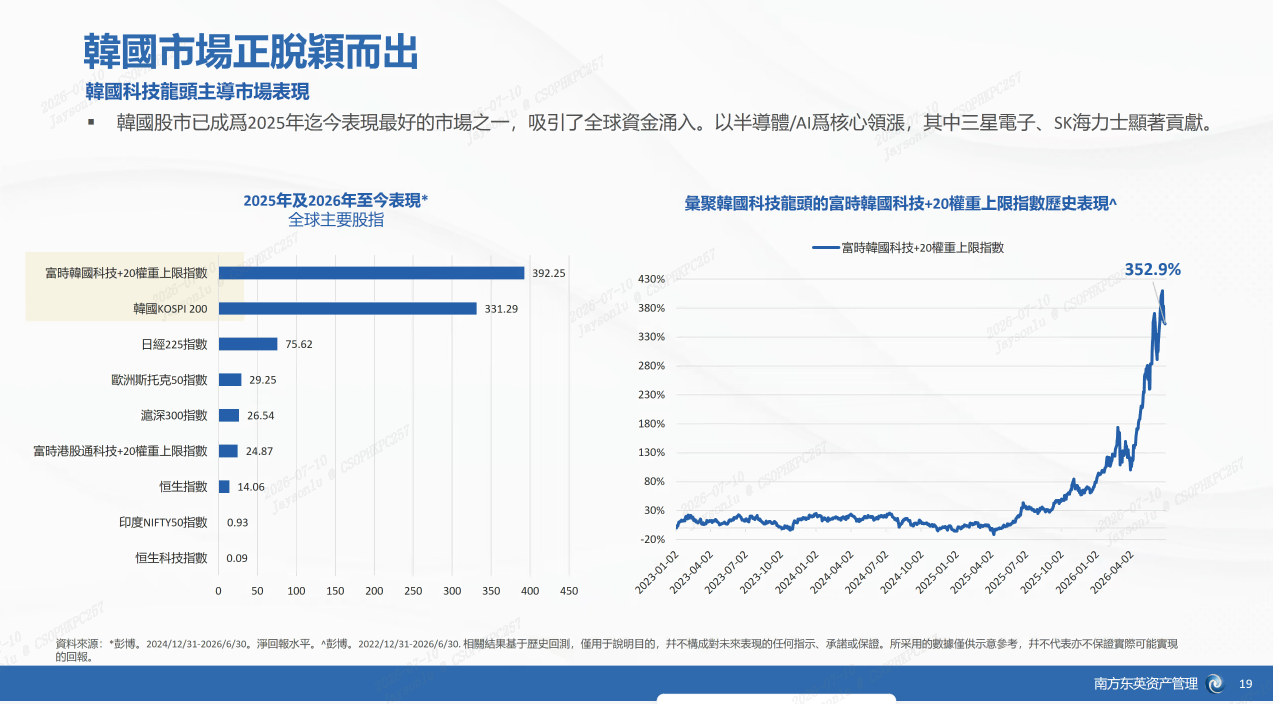 韓國市場正脫穎而出
韓國科技龍頭主導市場表現
▪ 韓國股市已成爲2025年迄今表現最好的市場之一，吸引了全球資金涌入。以半導體/AI爲核心領漲，其中三星電子、SK海力士顯著貢獻。
2025年及2026年至今表現*
全球主要股指
富時韓國科技+20權重上限指數 392.25
韓國KOSPI 200 331.29
日經225指數 75.62
歐洲斯托克50指數 29.25
滬深300指數 26.54
富時港股通科技+20權重上限指數 24.87
恒生指數 14.06
印度NIFTY50指數 0.93
恒生科技指數 0.09
0 50 100 150 200 250 300 350 400 450
彙聚韓國科技龍頭的富時韓國科技+20權重上限指數歷史表現^
富時韓國科技+20權重上限指數
352.9%
430%
380%
330%
280%
230%
180%
130%
80%
30%
-20%
2023-01-02 2023-04-02 2023-07-02 2023-10-02 2024-01-02 2024-04-02 2024-07-02 2024-10-02 2025-01-02 2025-04-02 2025-07-02 2025-10-02 2026-01-02 2026-04-02
資料來源：*彭博。2024/12/31-2026/6/30。淨回報水平。^彭博。2022/12/31-2026/6/30. 相關結果基于歷史回測，僅用于說明目的，幷不構成對未來表現的任何指示、承諾或保證。所采用的數據僅供示意參考，幷不代表亦不保證實際可能實現
的回報。
南方东英资产管理 19
2026-07-10
Jaysonlu @ CSOPHKPC257